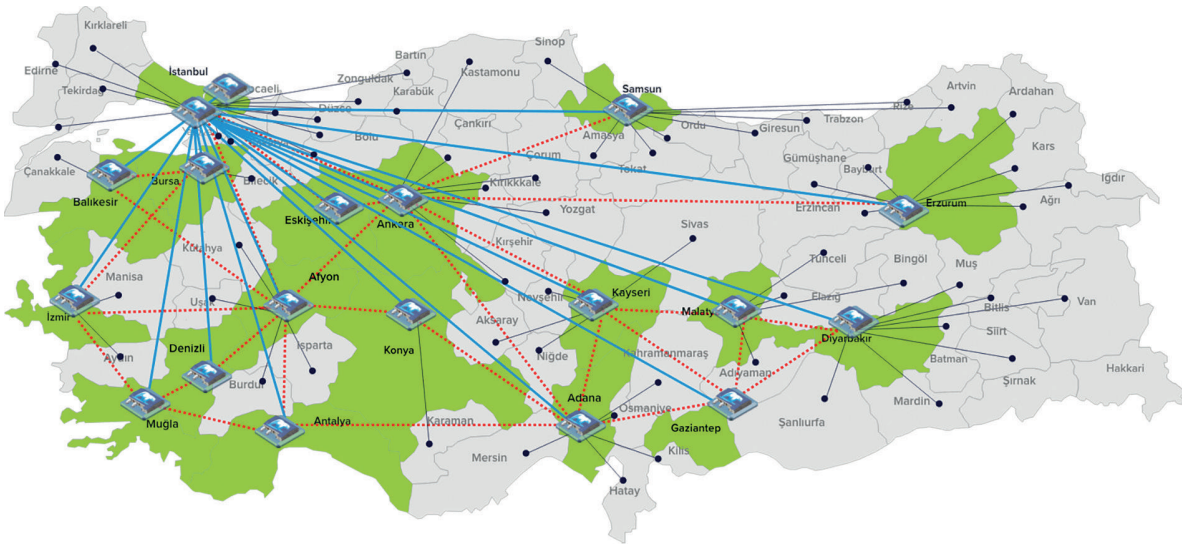 Kırklareli
Edirne
Tekirdağ
İstanbul
caeli
Zonguldak
Bartın
Karabük
Kastamonu
Sinop
Samsun
Düzce
Bolu
Çankırı
Çorum
Amasya
Tokat
Ordu
Giresun
Trabzon
Rize
Artvin
Ardahan
Kars
Iğdır
Ağrı
Erzurum
Gümüşhane
Bayburt
Erzincan
Çanakkale
Balıkesir
Bursa
Bilecik
Eskişehir
Ankara
Kırıkkkale
Yozgat
Kırşehir
Sivas
Tunceli
Bingöl
Muş
Kütahya
Manisa
Uşak
Afyon
İzmir
Nevşehir
Kayseri
Aksaray
Niğde
Malaty
Elazığ
Diyarbakır
Bitlis
Van
Siirt
Batman
Şırnak
Hakkari
Mardin
Aydın
Denizli
Isparta
Burdur
Konya
Kahramanmaraş
Adıyaman
Muğla
Antalya
Karaman
Mersin
Adana
Osmaniye
Gaziantep
Şanlıurfa
Kilis
Hatay